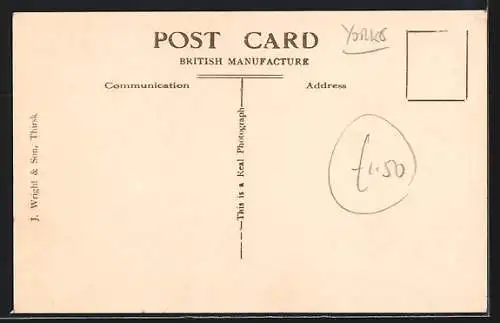 POST CARD
YORKS
BRITISH MANUFACTURE
Communication
Address
J. Wright & Son, Thirsk
This is a Real Photograph
£1.50